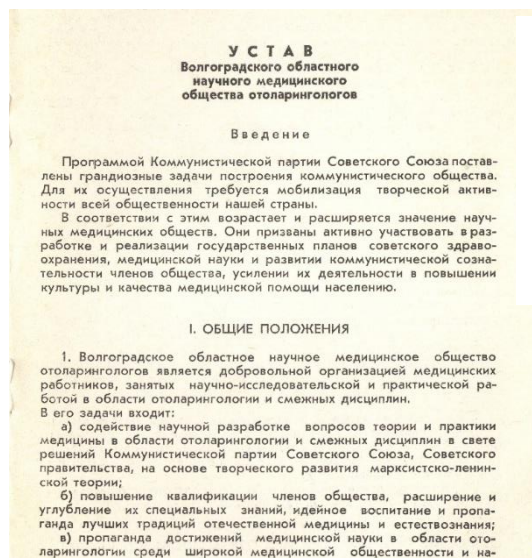 УСТАВ
Волгоградского областного
научного медицинского
общества отоларингологов
Введение
Программой Коммунистической партии Советского Союза постав-
лены грандиозные задачи построения коммунистического общества.
Для их осуществления требуется мобилизация творческой актив-
ности всей общественности нашей страны.
В соответствии с этим возрастает и расширяется значение науч-
ных медицинских обществ. Они призваны активно участвовать в раз-
работке и реализации государственных планов советского здраво-
охранения, медицинской науки и развитии коммунистической созна-
тельности членов общества, усилении их деятельности в повышении
культуры и качества медицинской помощи населению.
I. ОБЩИЕ ПОЛОЖЕНИЯ
1. Волгоградское областное научное медицинское общество
отоларингологов является добровольной организацией медицинских
работников, занятых научно-исследовательской и практической ра-
ботой в области отоларингологии и смежных дисциплин.
В его задачи входит:
а) содействие научной разработке вопросов теории и практики
медицины в области отоларингологии и смежных дисциплин в свете
решений Коммунистической партии Советского Союза, Советского
правительства, на основе творческого развития марксистско-ленин-
ской теории;
б) повышение квалификации членов общества, расширение и
углубление их специальных знаний, идейное воспитание и пропа-
ганда лучших традиций отечественной медицины и естествознания;
в) пропаганда достижений медицинской науки в области ото-
ларингологии среди широкой медицинской общественности и на-